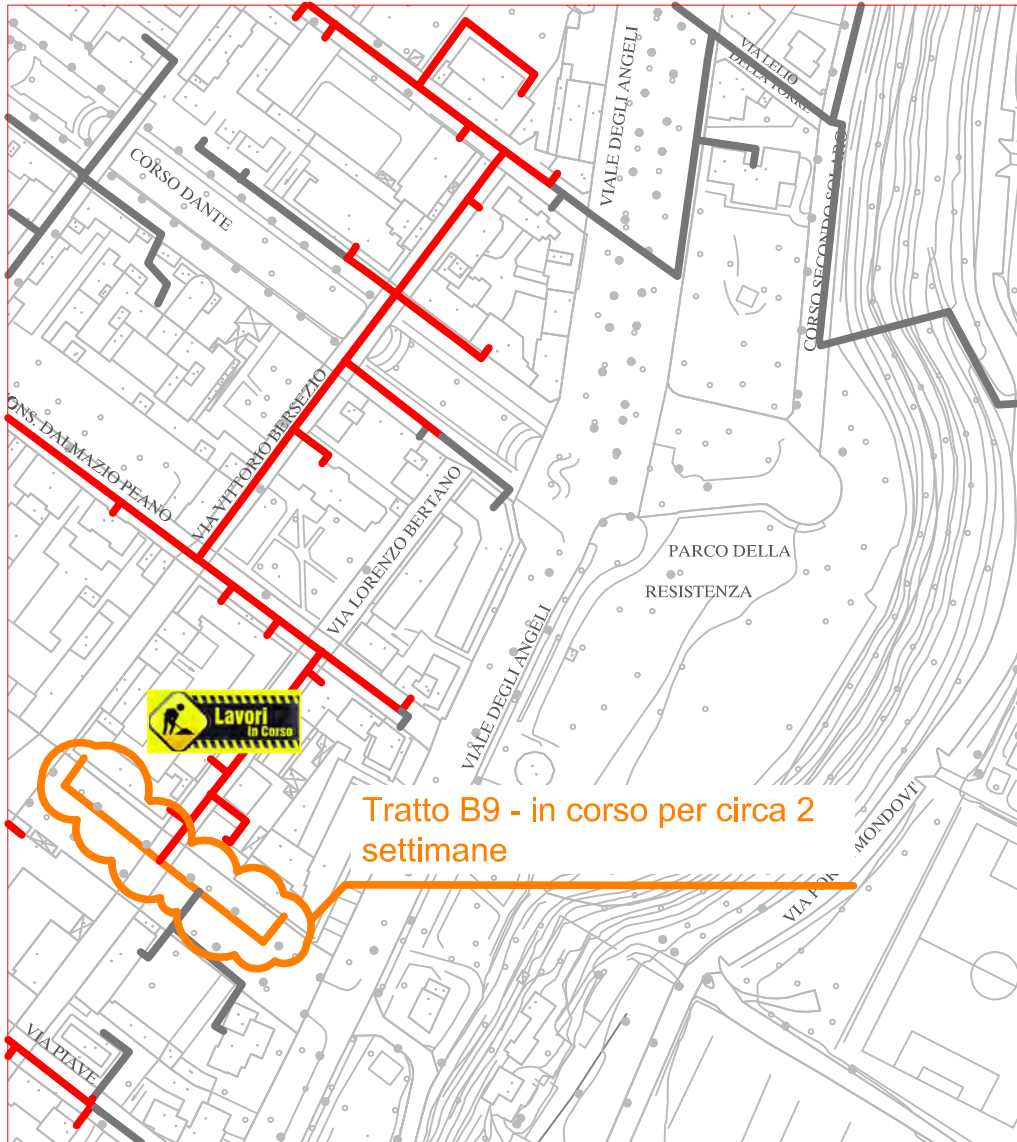 VIA LELIO
DELLA TORRE
VIALE DEGLI ANGELI
CORSO DANTE
CORSO SECONDO SOLARO
ONS. DALMAZIO PEANO
VIA VITTORIO BERSEZIO
VIA LORENZO BERTANO
PARCO DELLA
RESISTENZA
VIALE DEGLI ANGELI
Lavori
In Corso
Tratto B9 - in corso per circa 2
settimane
VIA POR
MONDOVI'
VIA PIAVE